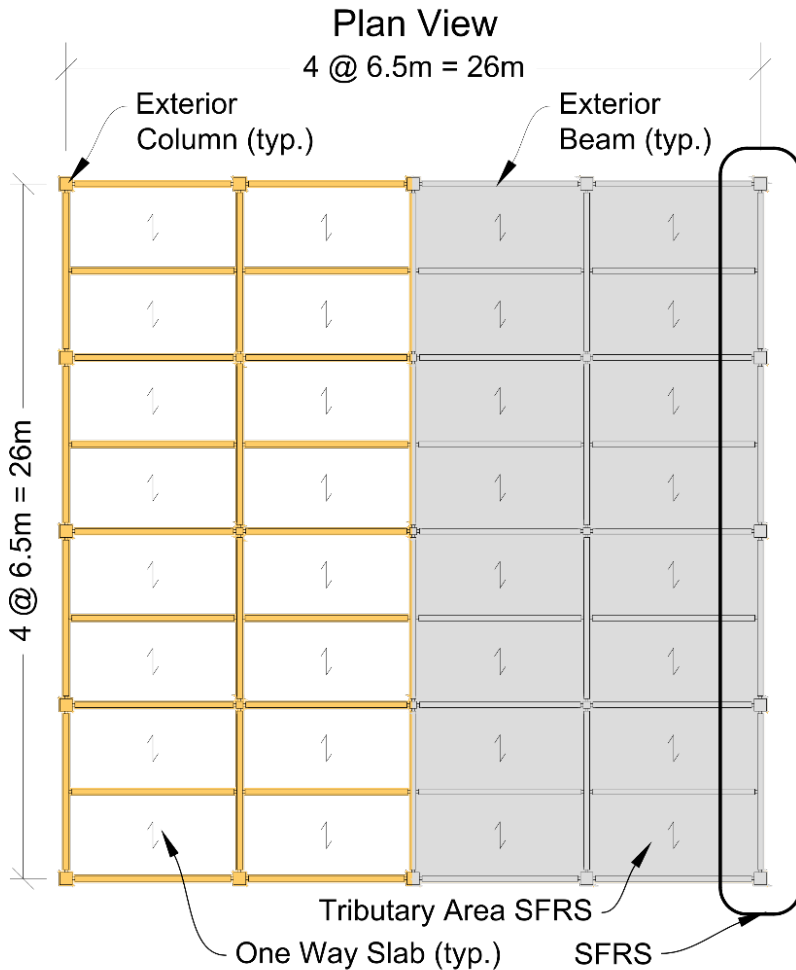 Plan View
4 @ 6.5m = 26m
Exterior
Column (typ.)
Exterior
Beam (typ.)
4 @ 6.5m = 26m
Tributary Area SFRS
One Way Slab (typ.)
SFRS